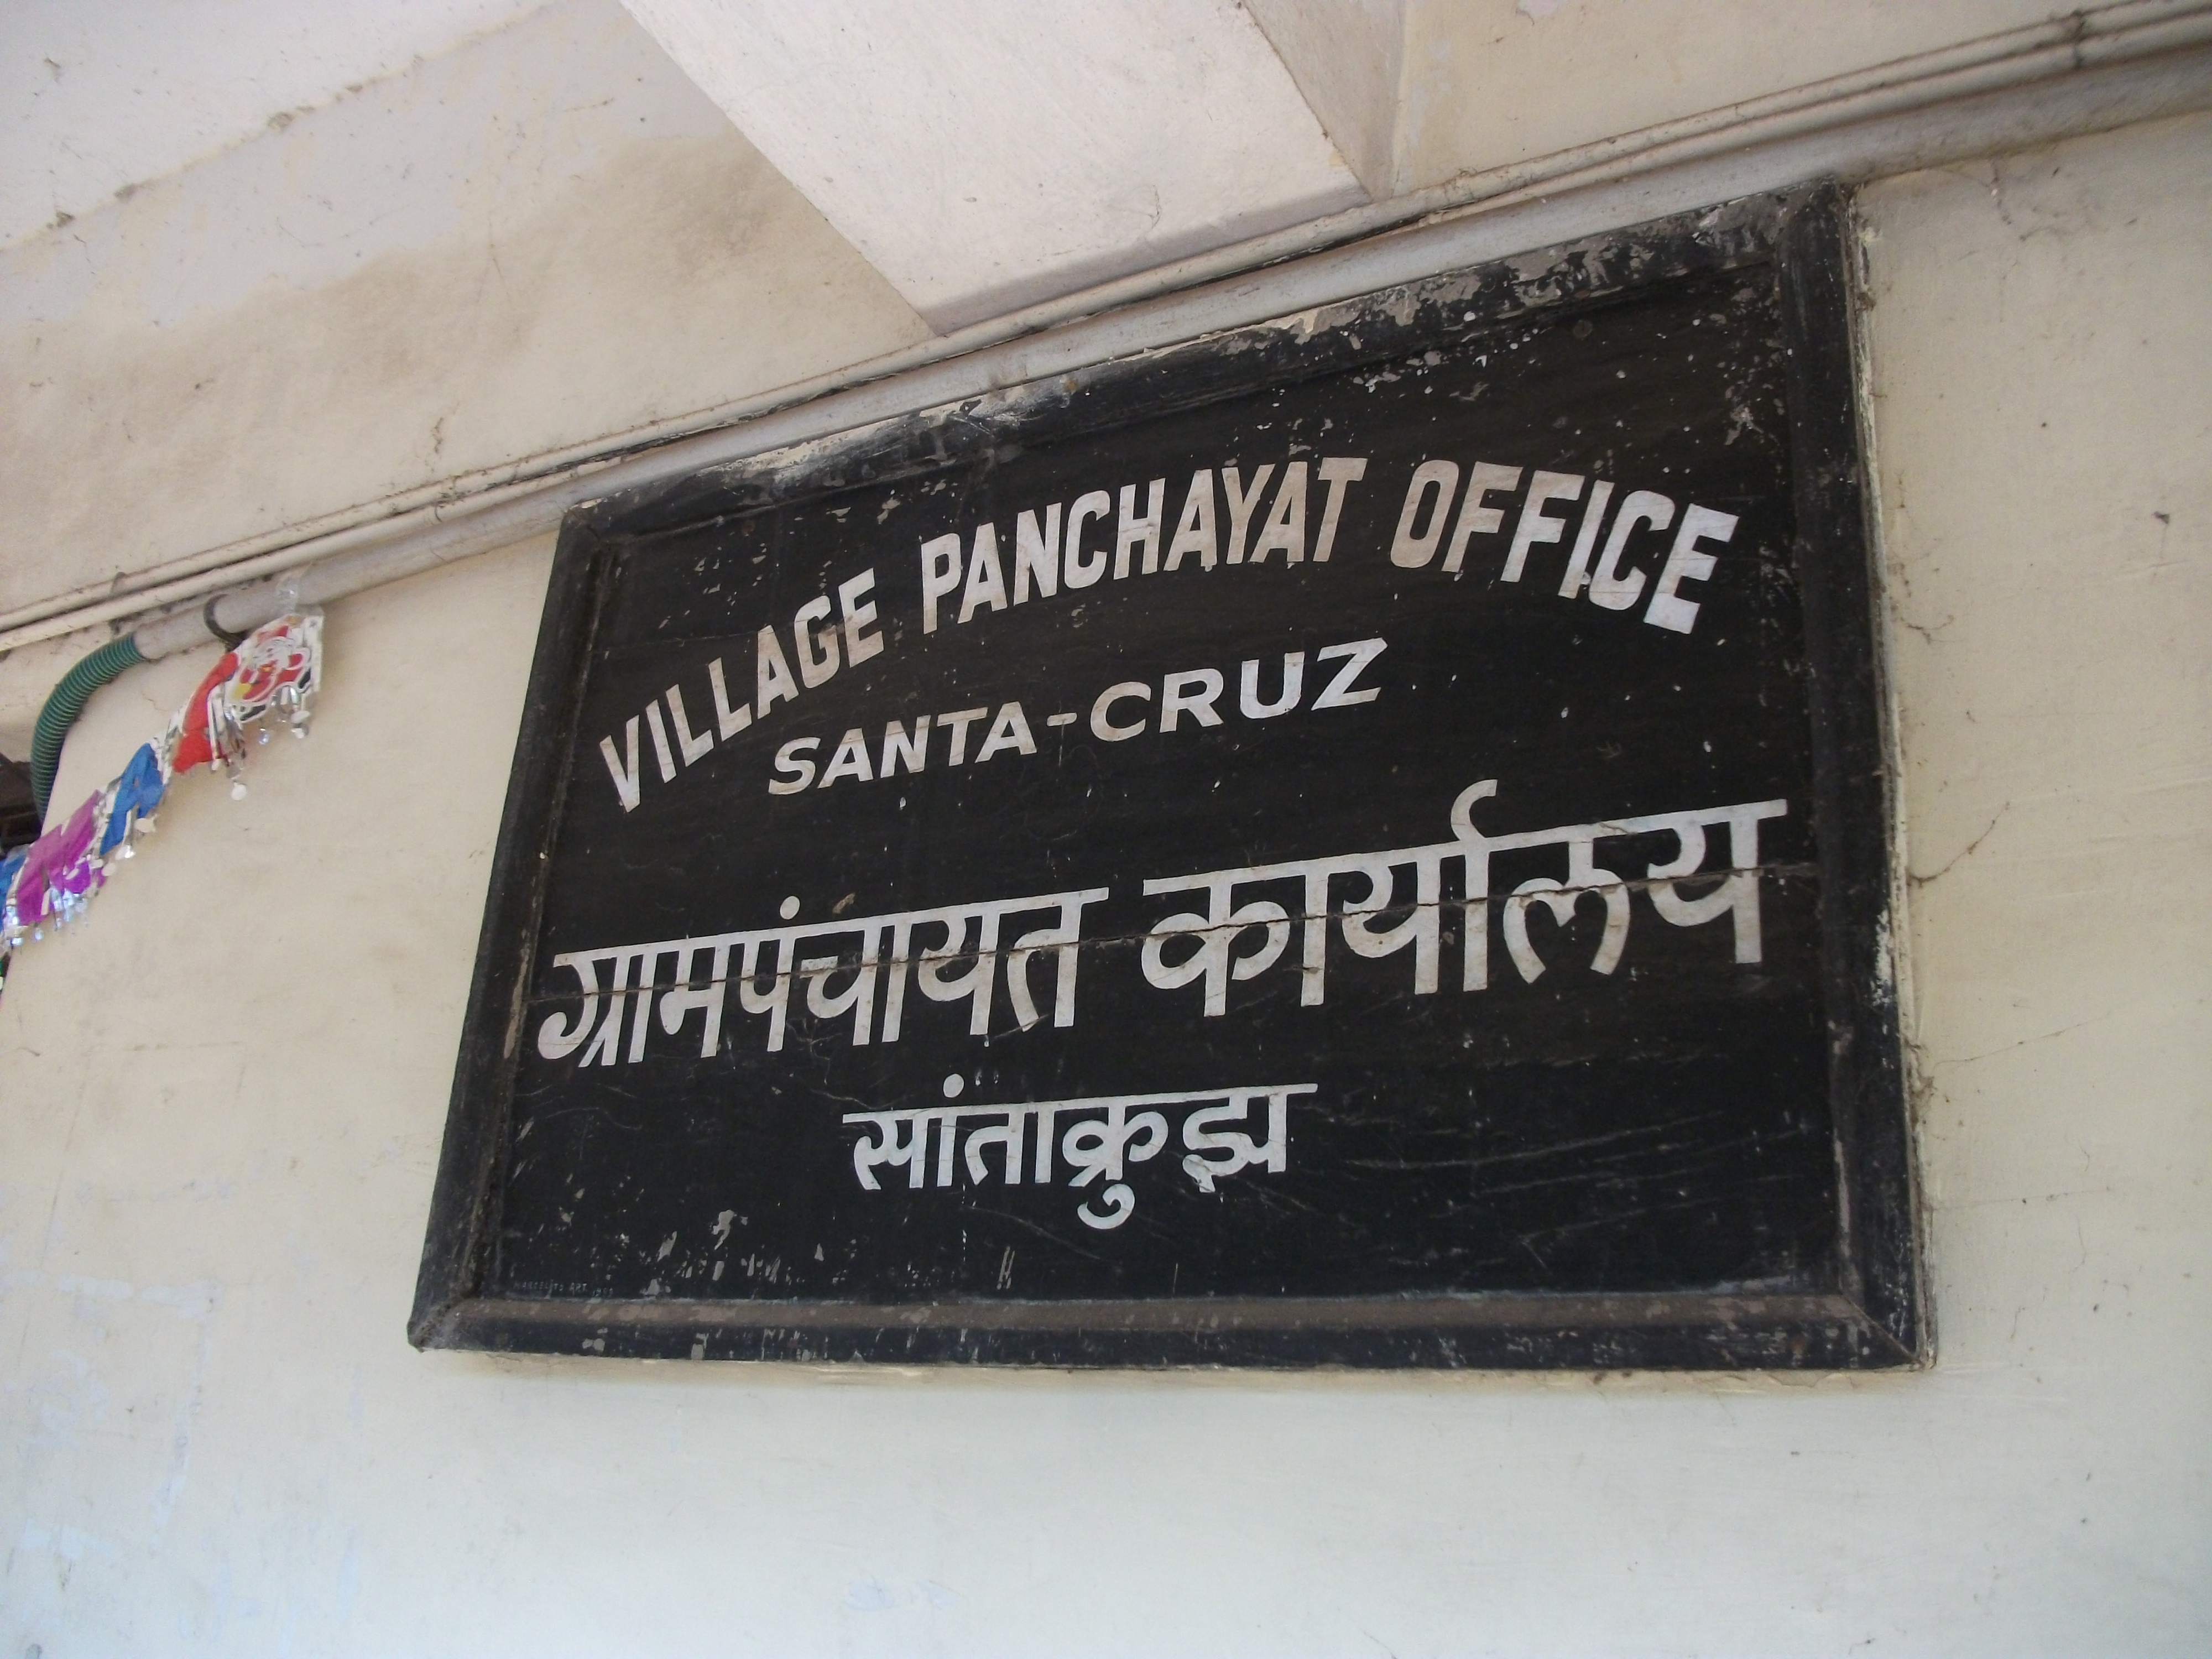 VILLAGE PANCHAYAT OFFICE
SANTA-CRUZ
ग्रामपंचायत कार्यालय
सांताक्रुझ